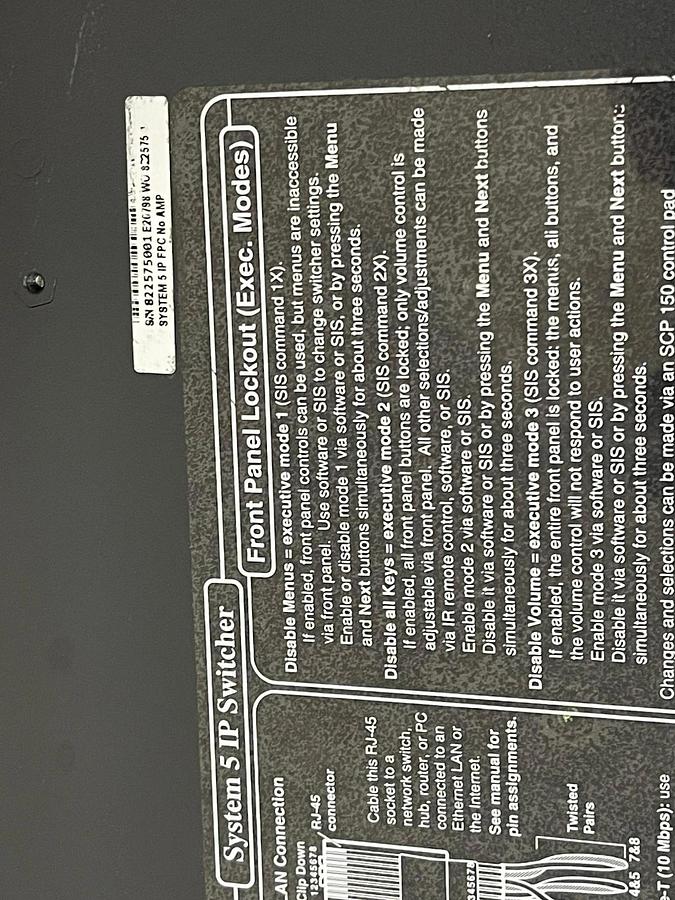 S/N 822575001 E20798 WO 822575 1
SYSTEM 5 IP FPC No AMP
System 5 IP Switcher
Front Panel Lockout (Exec. Modes)
Disable Menus = executive mode 1 (SIS command 1X).
If enabled, front panel controls can be used, but menus are inaccessible
via front panel. Use software or SIS to change switcher settings.
Enable or disable mode 1 via software or SIS, or by pressing the Menu
and Next buttons simultaneously for about three seconds.
Disable all Keys = executive mode 2 (SIS command 2X).
If enabled, all front panel buttons are locked; only volume control is
adjustable via front panel. All other selections/adjustments can be made
via IR remote control, software, or SIS.
Enable mode 2 via software or SIS.
Disable it via software or SIS or by pressing the Menu and Next buttons
simultaneously for about three seconds.
Disable Volume = executive mode 3 (SIS command 3X).
If enabled, the entire front panel is locked: the menus, all buttons, and
the volume control will not respond to user actions.
Enable mode 3 via software or SIS.
Disable it via software or SIS or by pressing the Menu and Next buttons
simultaneously for about three seconds.
Changes and selections can be made via an SCP 150 control pad
AN Connection
Clip Down
12345678
RJ-45
connector
Cable this RJ-45
socket to a
network switch,
hub, router, or PC
connected to an
Ethernet LAN or
the Internet.
See manual for
pin assignments.
345678
Twisted
Pairs
4&5 7&8
e-T (10 Mbps): use